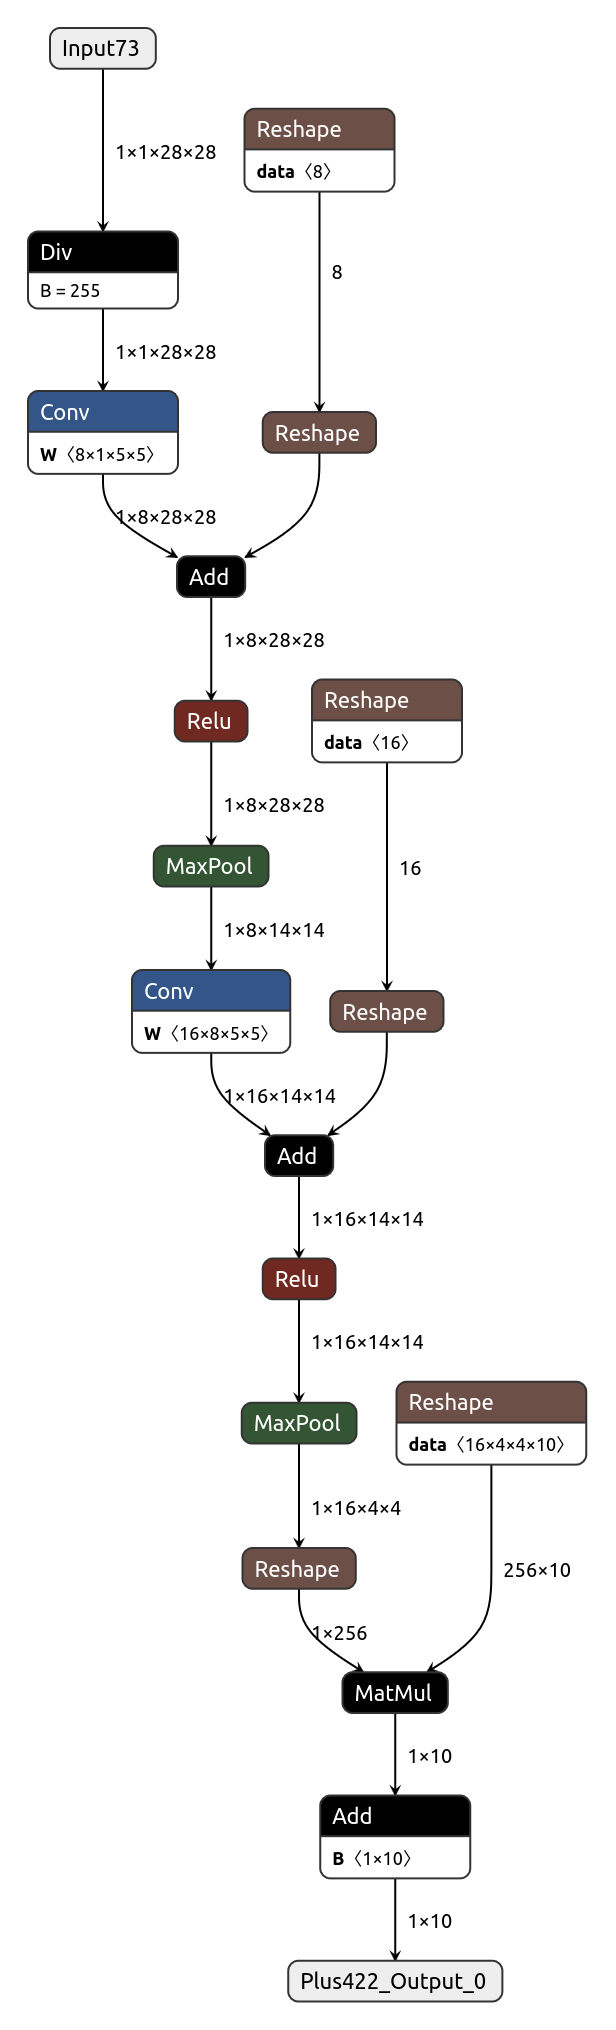 Input73
1×1×28×28
Reshape
data〈8〉
Div
B = 255
8
1×1×28×28
Conv
W〈8×1×5×5〉
Reshape
1×8×28×28
Add
1×8×28×28
Reshape
data〈16〉
Relu
1×8×28×28
MaxPool
16
1×8×14×14
Conv
W〈16×8×5×5〉
Reshape
1×16×14×14
Add
1×16×14×14
Relu
1×16×14×14
Reshape
data〈16×4×4×10〉
MaxPool
1×16×4×4
Reshape
256×10
1×256
MatMul
1×10
Add
B〈1×10〉
1×10
Plus422_Output_0